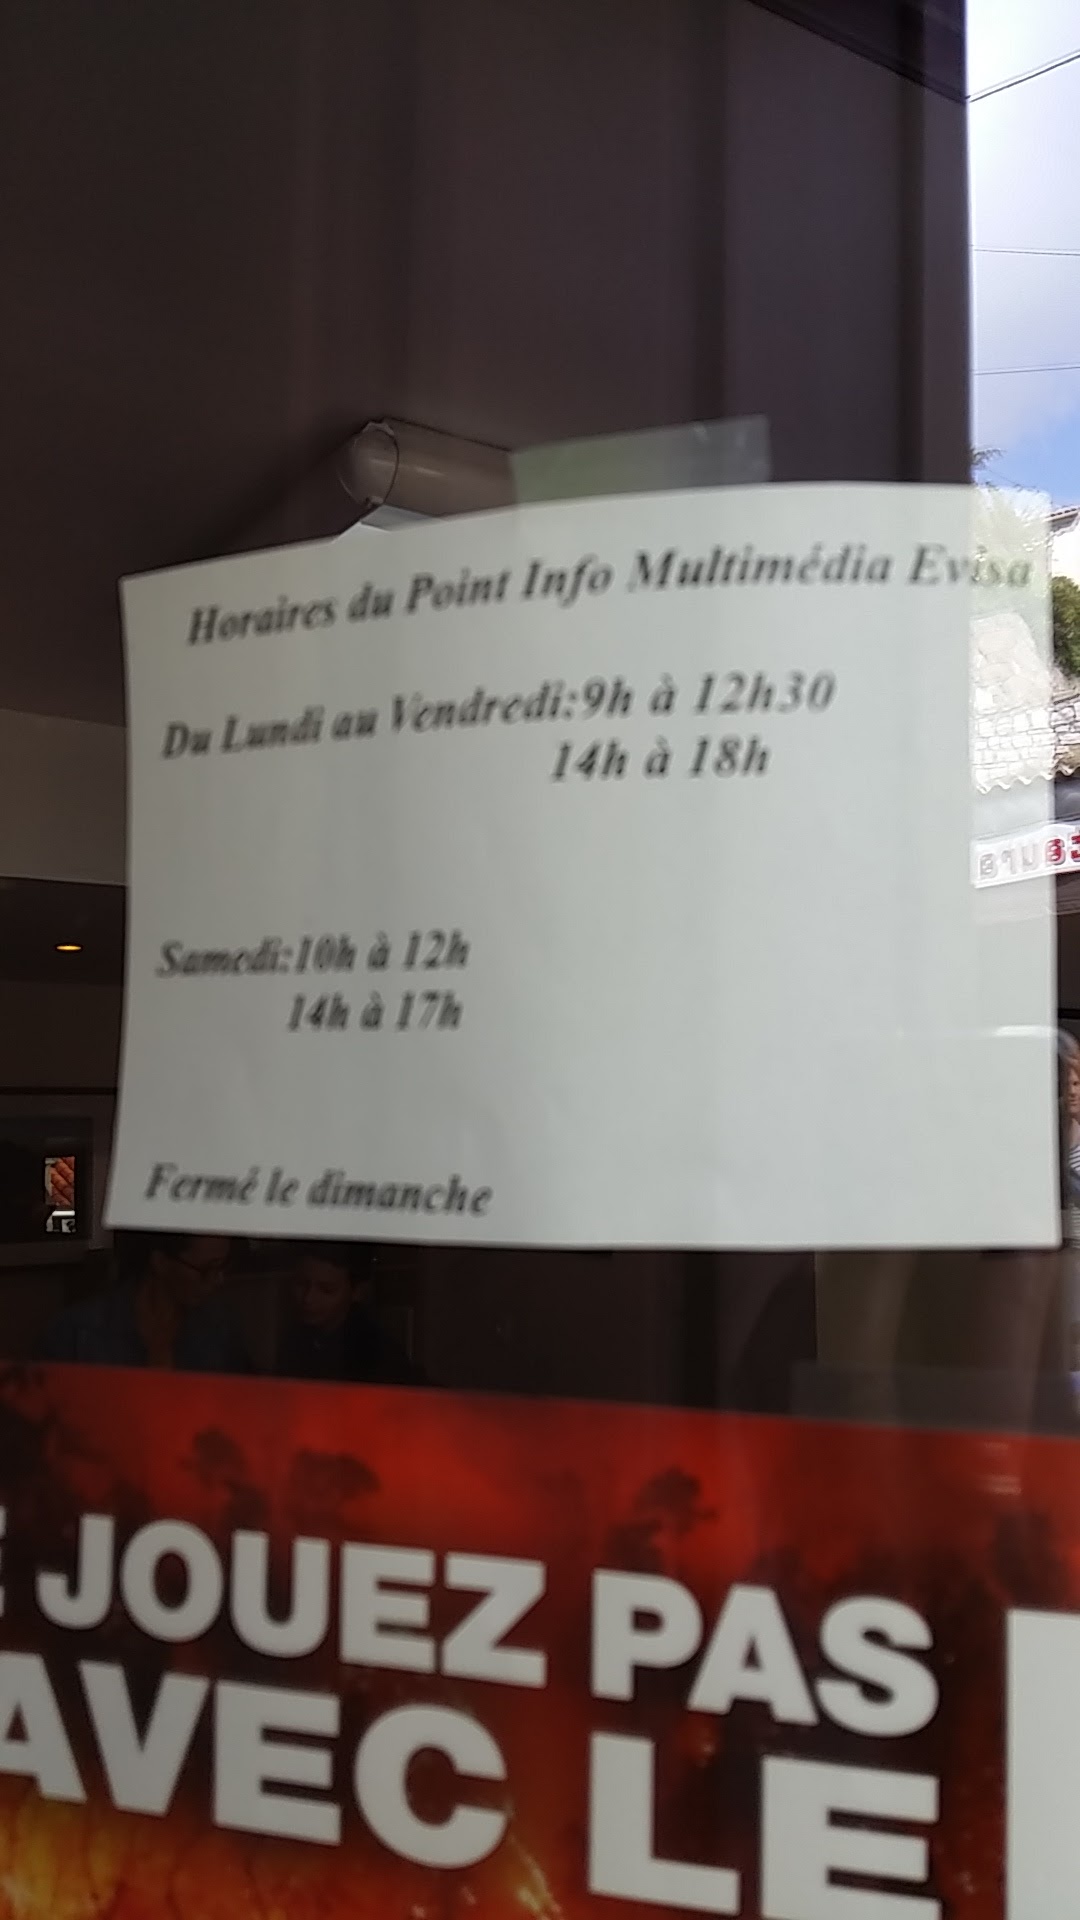 Horaires du Point Info Multimédia Evisa
Du Lundi au Vendredi:9h à 12h30
14h à 18h
Samedi:10h à 12h
14h à 17h
Fermé le dimanche
JOUEZ PAS
AVEC LE